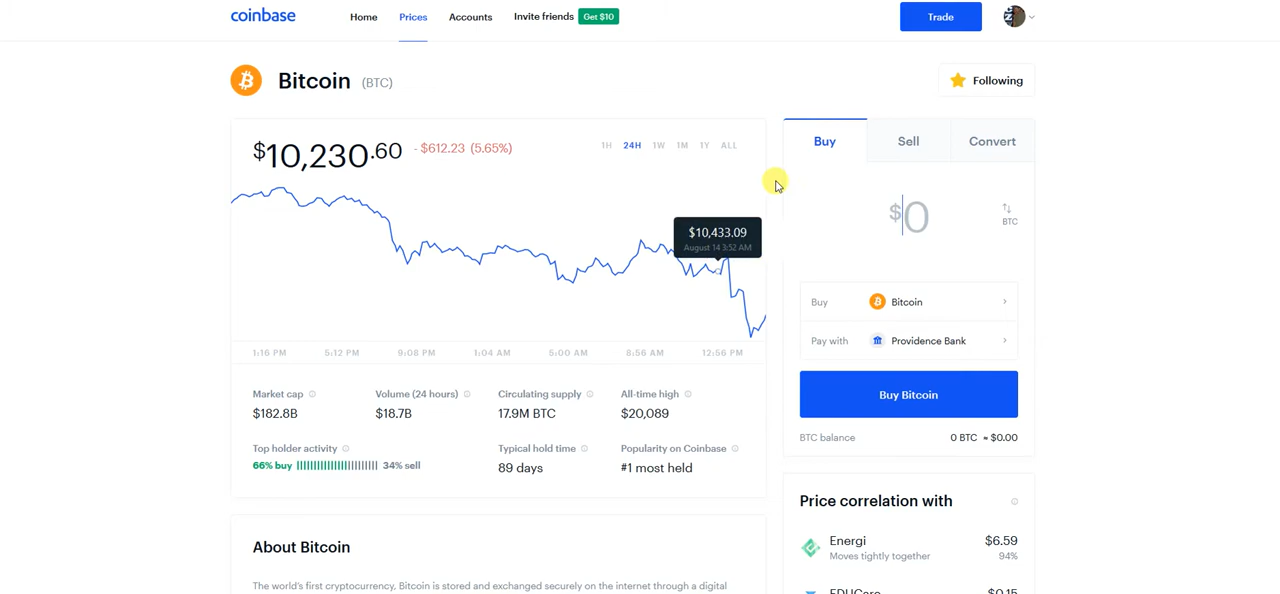 coinbase Home Prices Accounts Invite friends Get $10 Trade
Bitcoin (BTC) Following
$10,230.60 - $612.23 (5.65%) 1H 24H 1W 1M 1Y ALL
$10,433.09
August 14 3:52 AM
1:16 PM 5:12 PM 9:08 PM 1:04 AM 5:00 AM 8:56 AM 12:56 PM
Market cap Volume (24 hours) Circulating supply All-time high
$182.8B $18.7B 17.9M BTC $20,089
Top holder activity Typical hold time Popularity on Coinbase
66% buy 34% sell 89 days #1 most held
About Bitcoin
The world's first cryptocurrency, Bitcoin is stored and exchanged securely on the internet through a digital
Buy Sell Convert
$0
BTC
Buy Bitcoin
Pay with Providence Bank
Buy Bitcoin
BTC balance 0 BTC ≈ $0.00
Price correlation with
Energi $6.59
Moves tightly together 94%
EDUCare $0.15